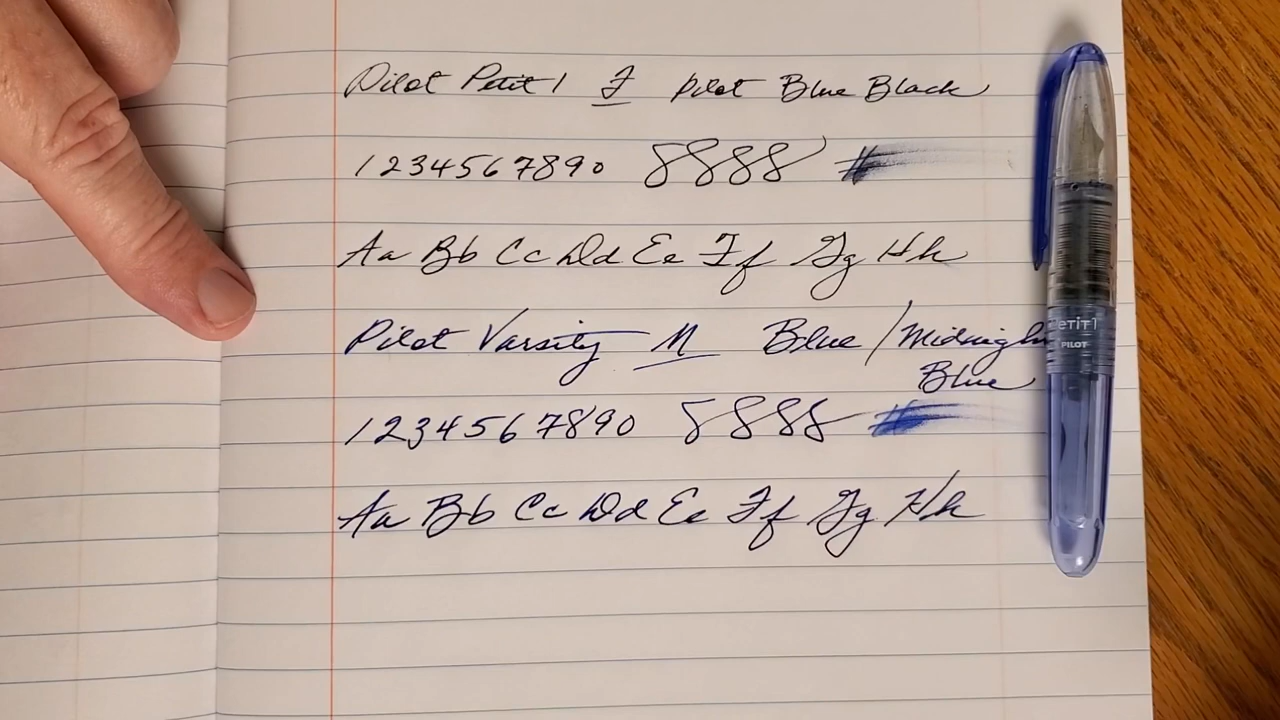 Pilot Petit 1 F Pilot Blue Black
1234567890 8888 #
Aa Bb Cc Dd Ee Ff Gg Hh
Pilot Varsity M Blue / Midnigh
Blue
1234567890 8888 #
Aa Bb Cc Dd Ee Ff Gg Hh
PETIT1
PILOT